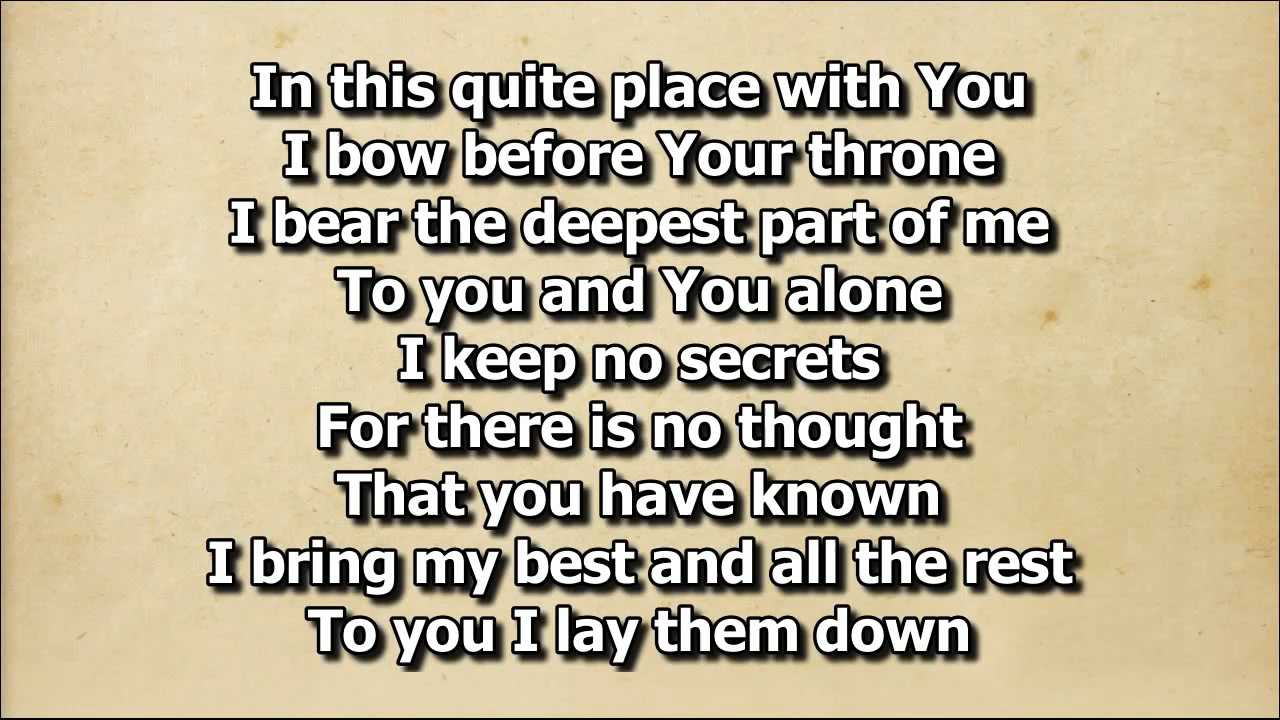 In this quite place with You
I bow before Your throne
I bear the deepest part of me
To you and You alone
I keep no secrets
For there is no thought
That you have known
I bring my best and all the rest
To you I lay them down